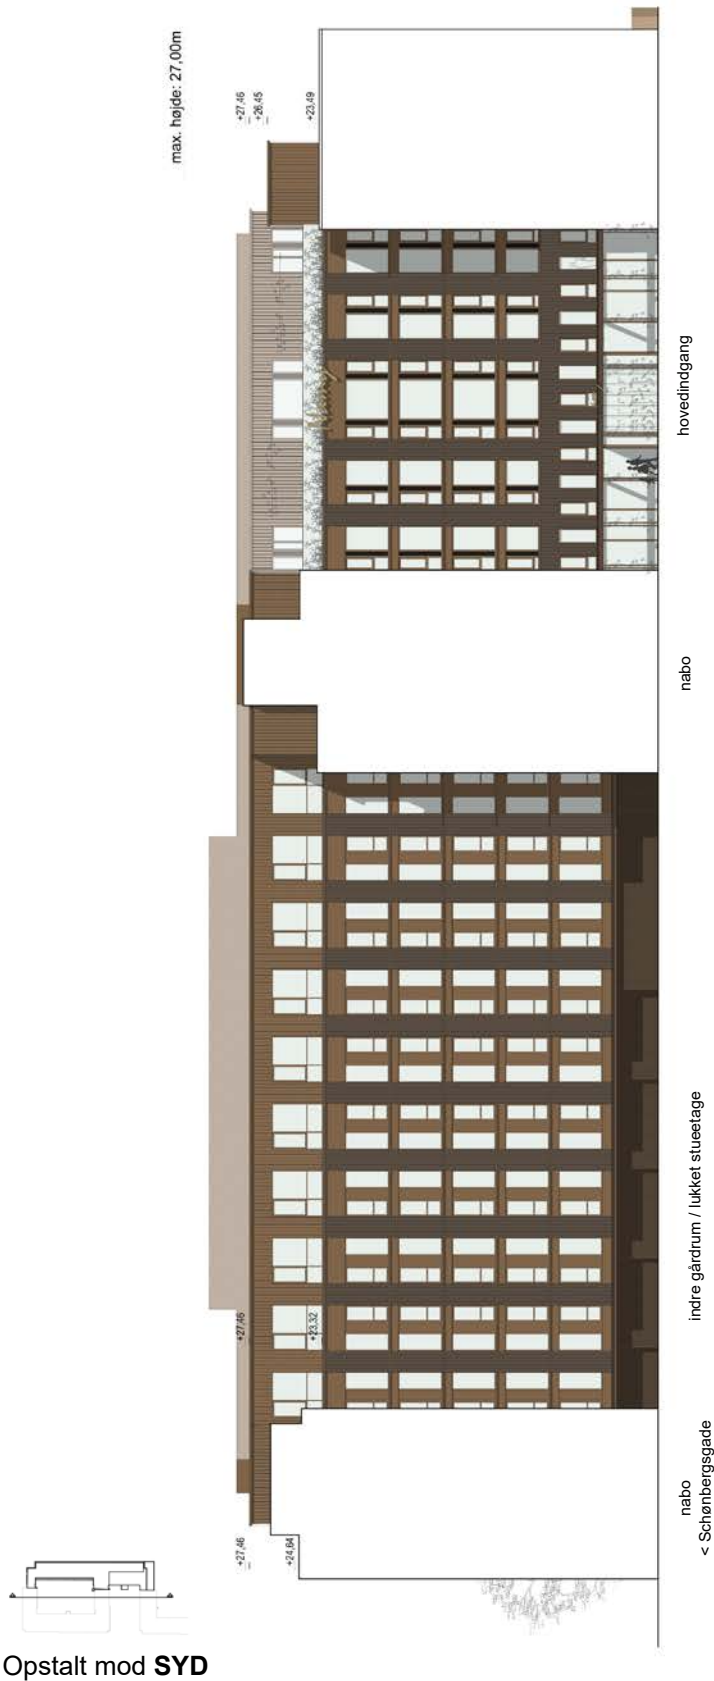 max. højde: 27,00m
+27,46
+26,45
+23,49
hovedindgang
nabo
indre gårdrum / lukket stueetage
+27,46
+23,32
nabo
< Schønbergsgade
+27,46
+24,64
Opstalt mod SYD